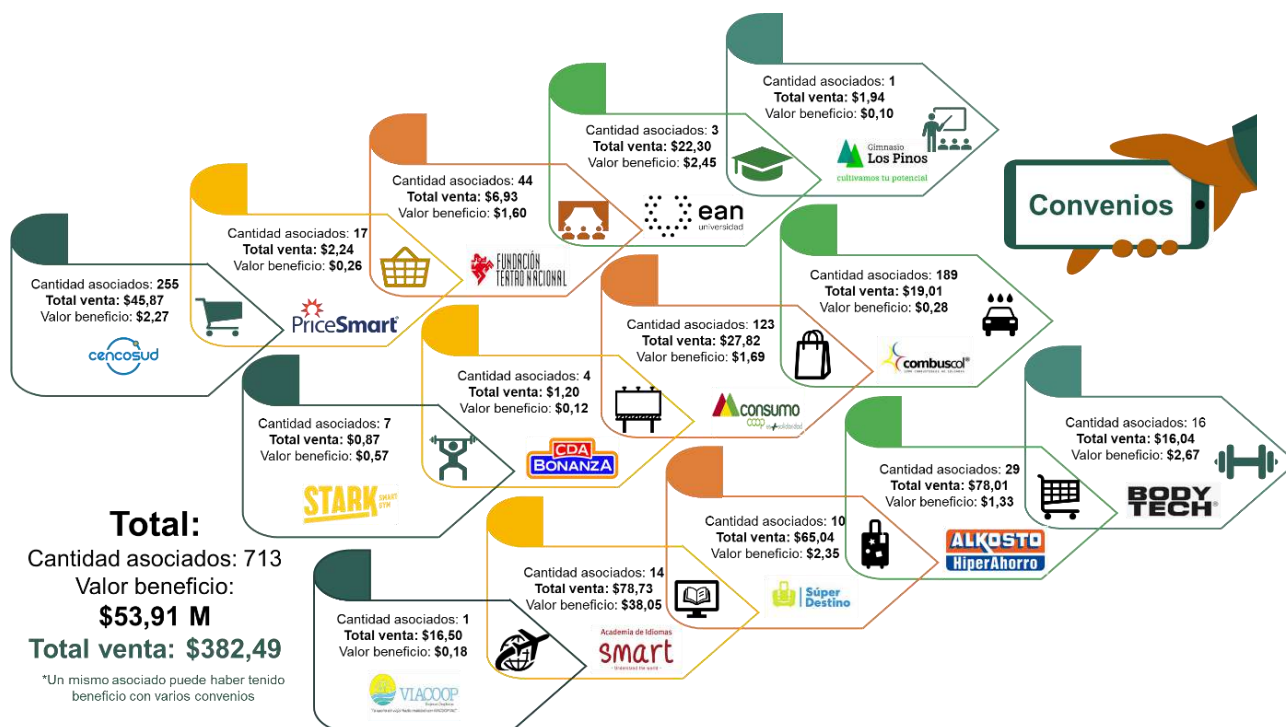 Cantidad asociados: 1
Total venta: $1,94
Valor beneficio: $0,10
Gimnasio
Los Pinos
cultivamos tu potencial
Cantidad asociados: 3
Total venta: $22,30
Valor beneficio: $2,45
ean
universidad
Convenios
Cantidad asociados: 44
Total venta: $6,93
Valor beneficio: $1,60
FUNDACIÓN
TEATRO NACIONAL
Cantidad asociados: 17
Total venta: $2,24
Valor beneficio: $0,26
PriceSmart
Cantidad asociados: 255
Total venta: $45,87
Valor beneficio: $2,27
cencosud
Cantidad asociados: 189
Total venta: $19,01
Valor beneficio: $0,28
combuscol
Cantidad asociados: 123
Total venta: $27,82
Valor beneficio: $1,69
consumo
Cantidad asociados: 4
Total venta: $1,20
Valor beneficio: $0,12
CDA
BONANZA
Cantidad asociados: 7
Total venta: $0,87
Valor beneficio: $0,57
STARK SMART GYM
Cantidad asociados: 16
Total venta: $16,04
Valor beneficio: $2,67
BODY
TECH
Cantidad asociados: 29
Total venta: $78,01
Valor beneficio: $1,33
ALKOSTO
HiperAhorro
Cantidad asociados: 10
Total venta: $65,04
Valor beneficio: $2,35
Súper
Destino
Cantidad asociados: 14
Total venta: $78,73
Valor beneficio: $38,05
Academia de Idiomas
smart
Cantidad asociados: 1
Total venta: $16,50
Valor beneficio: $0,18
VIACOOP
Total:
Cantidad asociados: 713
Valor beneficio:
$53,91 M
Total venta: $382,49
*Un mismo asociado puede haber tenido
beneficio con varios convenios